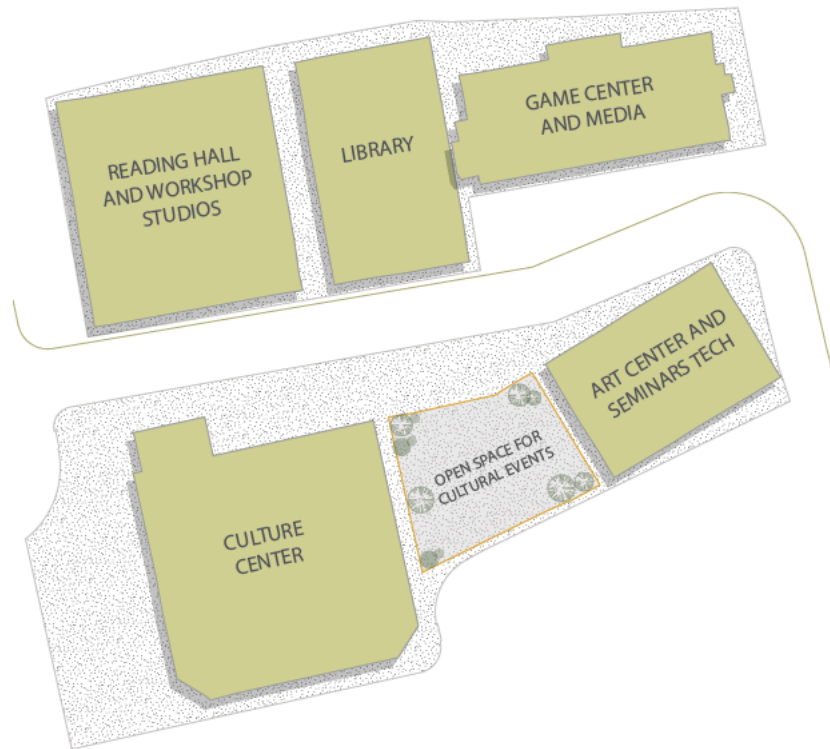 READING HALL
AND WORKSHOP
STUDIOS
LIBRARY
GAME CENTER
AND MEDIA
ART CENTER AND
SEMINARS TECH
OPEN SPACE FOR
CULTURAL EVENTS
CULTURE
CENTER